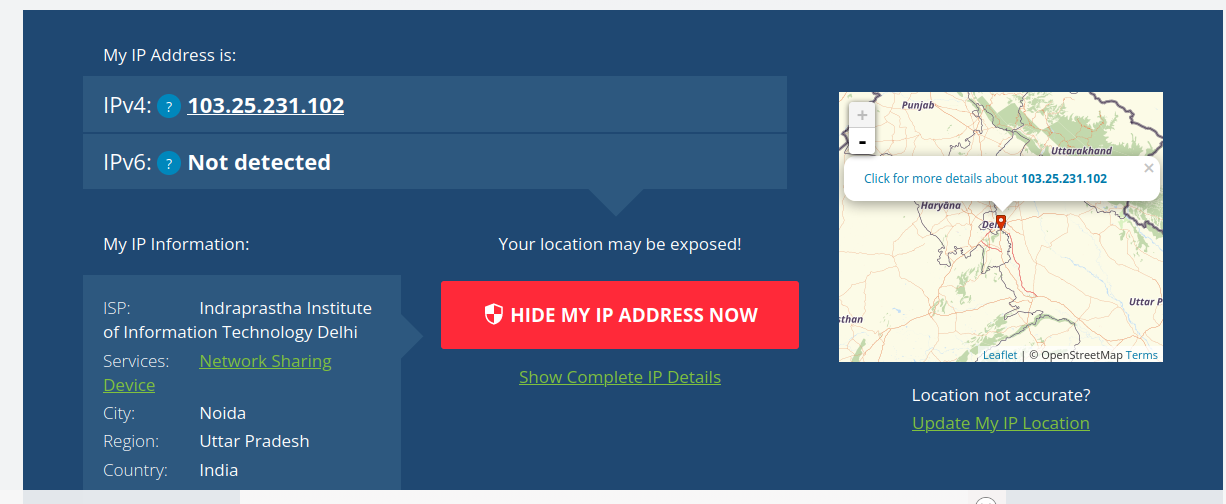 My IP Address is:
IPv4: ? 103.25.231.102
IPv6: ? Not detected
My IP Information:
ISP: Indraprastha Institute
of Information Technology Delhi
Services: Network Sharing
Device
City: Noida
Region: Uttar Pradesh
Country: India
Your location may be exposed!
HIDE MY IP ADDRESS NOW
Show Complete IP Details
+
-
Punjab
Uttarakhand
Click for more details about 103.25.231.102 ×
Haryana
Delhi
Uttar P
sthan
Leaflet | © OpenStreetMap Terms
Location not accurate?
Update My IP Location